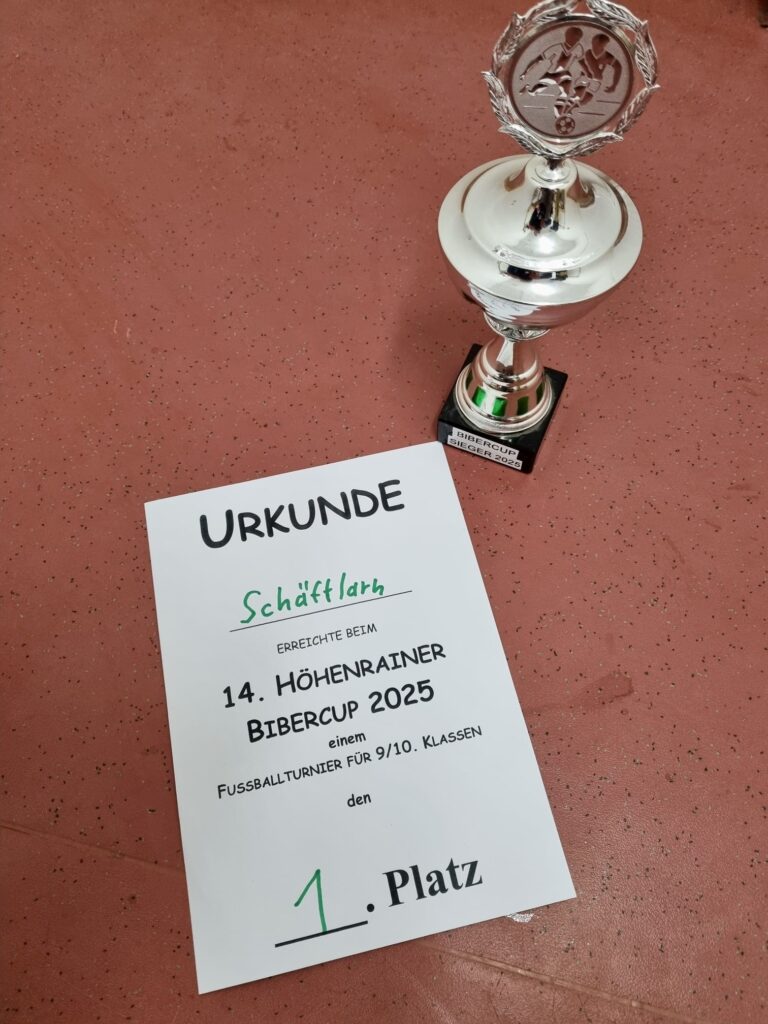 BIBERCUP
SIEGER 2025
URKUNDE
Schäftlarn
ERREICHTE BEIM
14. HÖHENRAINER
BIBERCUP 2025
einem
FUSSBALLTURNIER FÜR 9/10. KLASSEN
den
1. Platz